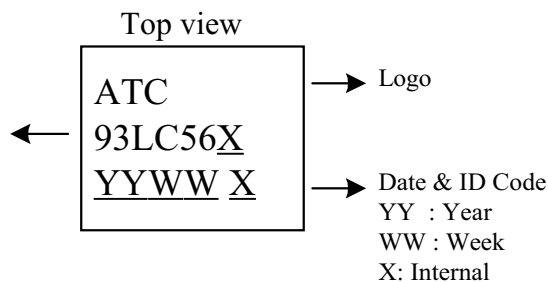 Top view
ATC
93LC56X
YYWW X
Logo
Date & ID Code
YY : Year
WW : Week
X: Internal